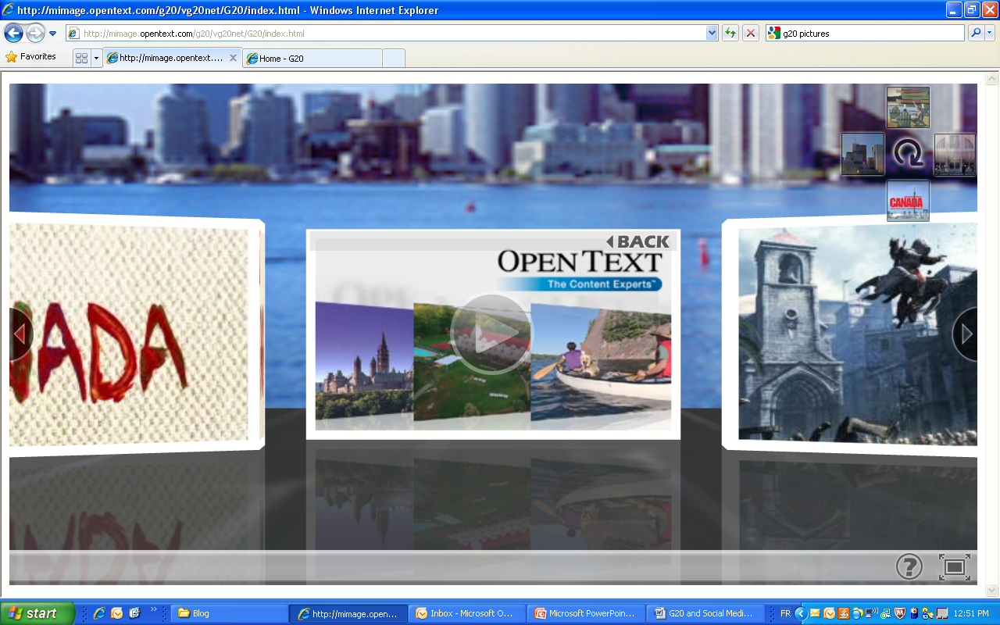 http://mimage.opentext.com/g20/vg20net/G20/index.html - Windows Internet Explorer
http://mimage.opentext.com/g20/vg20net/G20/index.html
g20 pictures
Favorites
http://mimage.opentext....
Home - G20
CANADA
BACK
OPEN TEXT
The Content Experts™
NADA
?
start
»
Blog
http://mimage.open...
Inbox - Microsoft O...
Microsoft PowerPoin...
G20 and Social Medi...
FR
12:51 PM